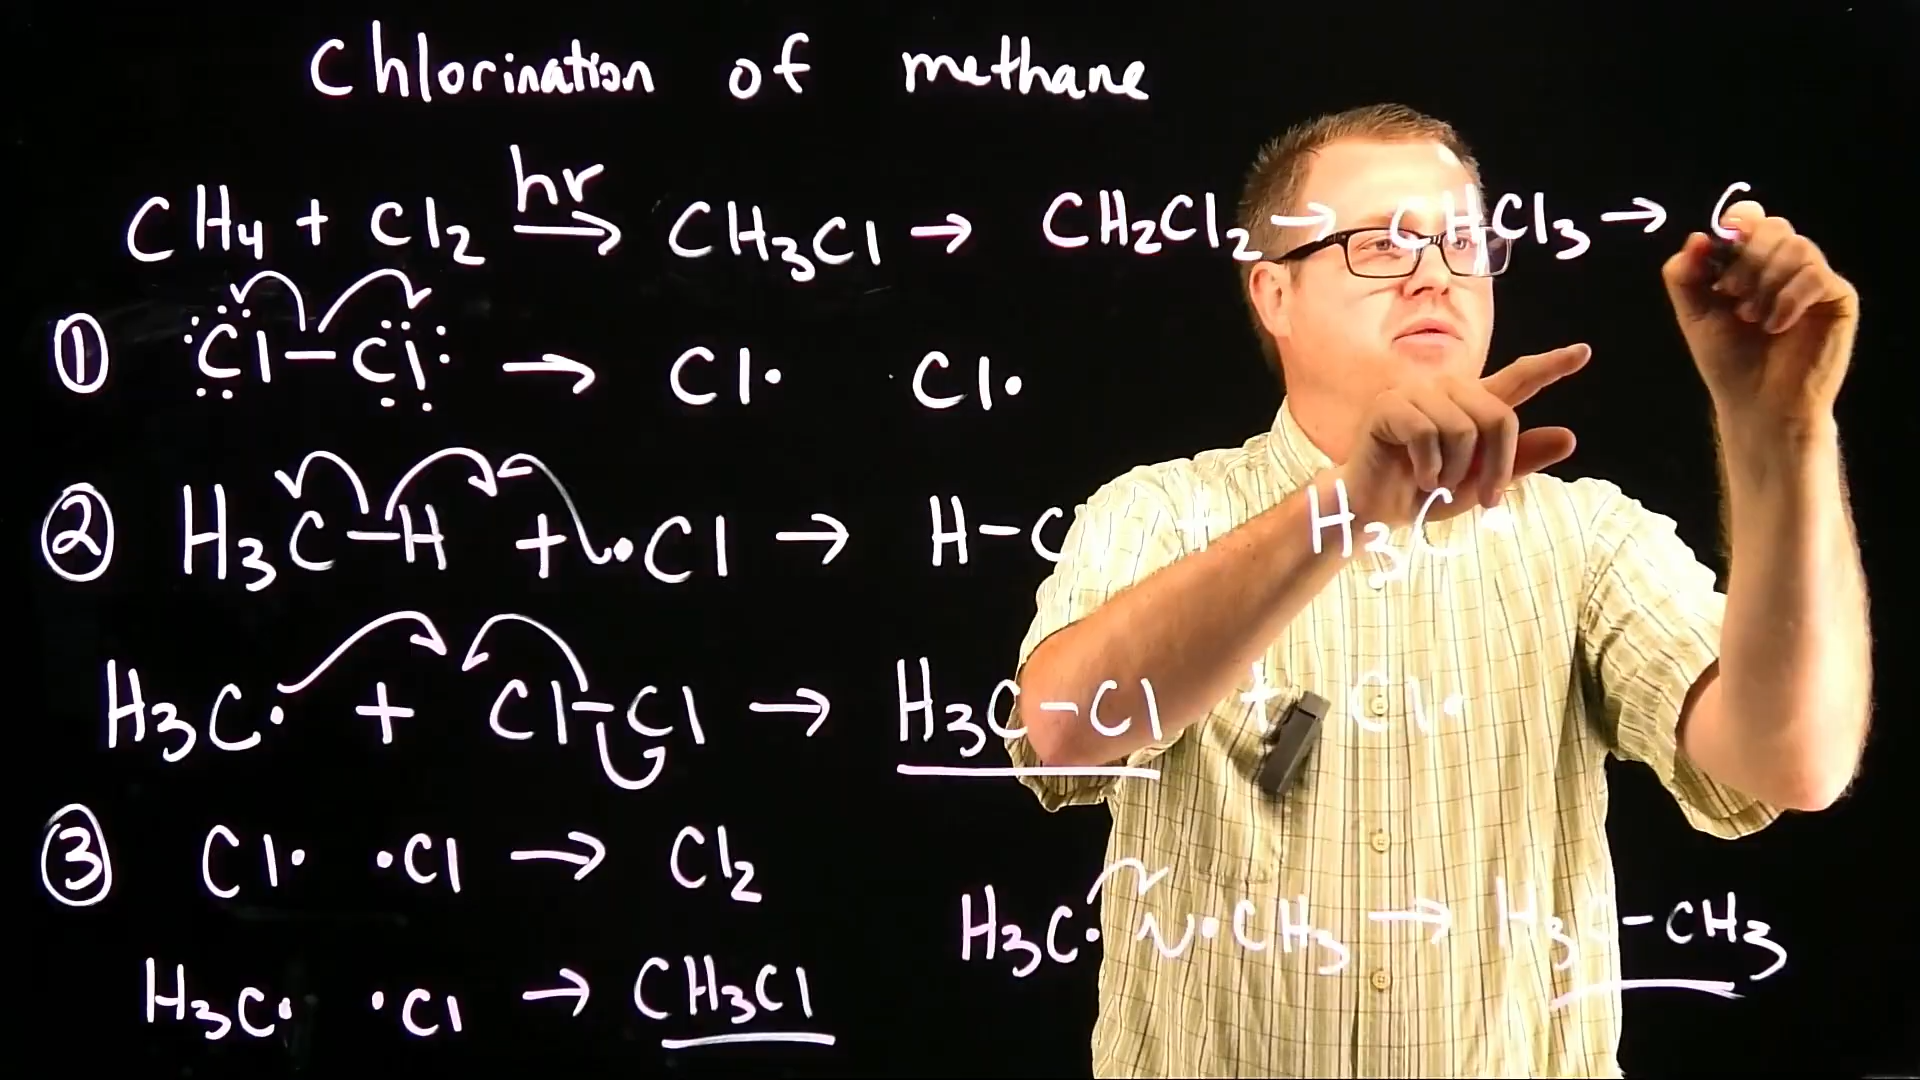 Chlorination of methane
CH4 + Cl2 hν→ CH3Cl → CH2Cl2 → CHCl3 → C
① :Cl—Cl: → Cl• Cl•
② H3C—H + •Cl → H-Cl + H3C•
H3C• + Cl-Cl → H3C-Cl + Cl•
③ Cl• •Cl → Cl2
H3C• •CH3 → H3C-CH3
H3C• •Cl → CH3Cl